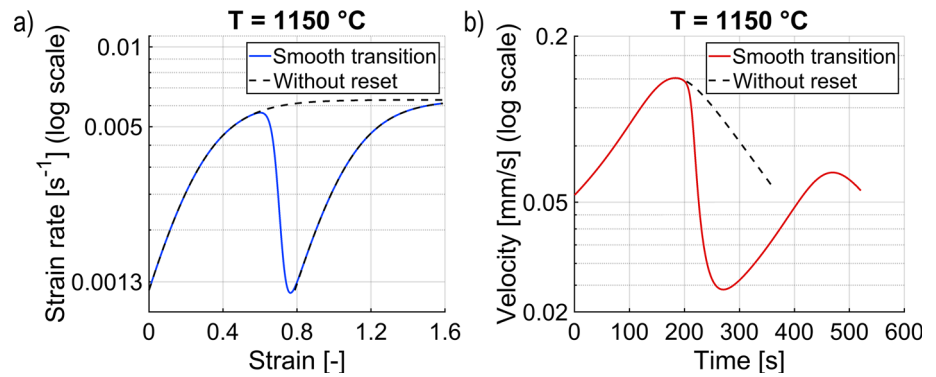 a)
T = 1150 °C
Strain rate [s⁻¹] (log scale)
0.01
0.005
0.0013
Smooth transition
Without reset
0 0.4 0.8 1.2 1.6
Strain [-]
b)
T = 1150 °C
Velocity [mm/s] (log scale)
0.2
0.05
0.02
Smooth transition
Without reset
0 100 200 300 400 500 600
Time [s]